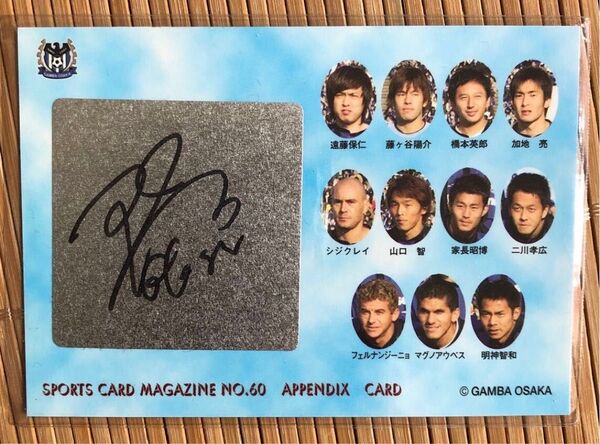 GAMBA OSAKA
遠藤保仁 藤ヶ谷陽介 橋本英郎 加地 亮
シジクレイ 山口 智 家長昭博 二川孝広
フェルナンジーニョ マグノアウベス 明神智和
SPORTS CARD MAGAZINE NO.60 APPENDIX CARD
© GAMBA OSAKA